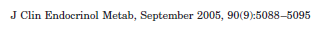 J Clin Endocrinol Metab, September 2005, 90(9):5088–5095